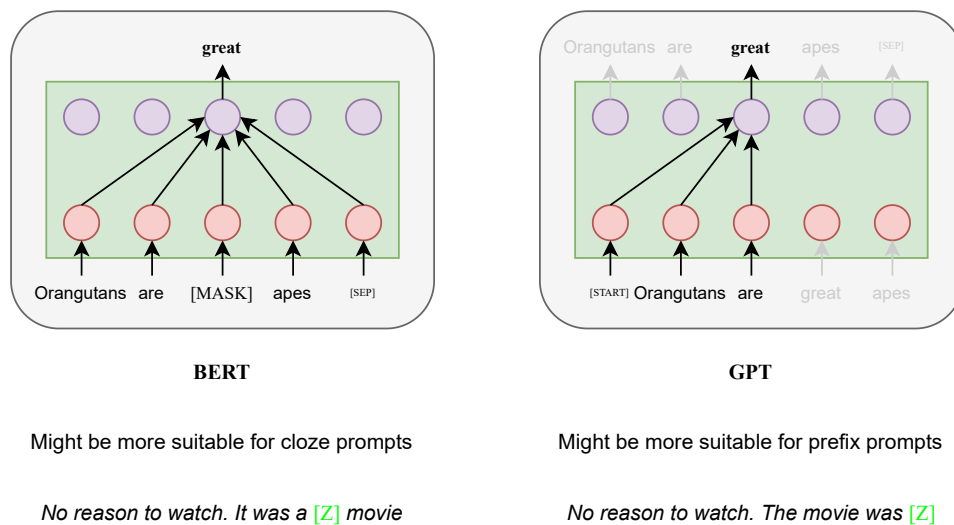 great
Orangutans are [MASK] apes [SEP]
BERT
Might be more suitable for cloze prompts
No reason to watch. It was a [Z] movie
Orangutans are great apes [SEP]
[START] Orangutans are great apes
GPT
Might be more suitable for prefix prompts
No reason to watch. The movie was [Z]